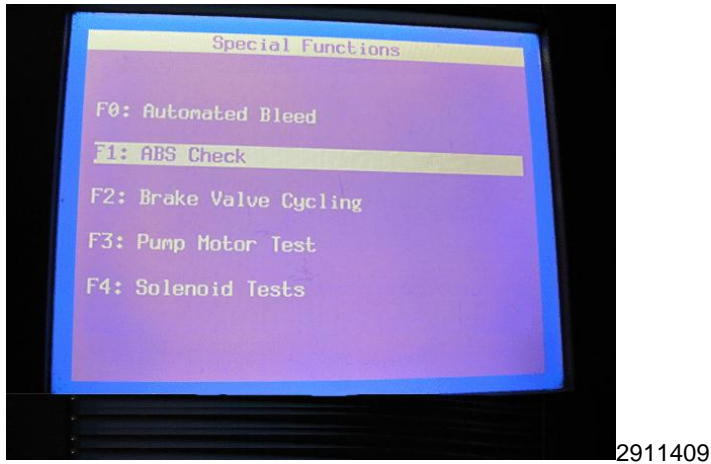 Special Functions
F0: Automated Bleed
F1: ABS Check
F2: Brake Valve Cycling
F3: Pump Motor Test
F4: Solenoid Tests
2911409